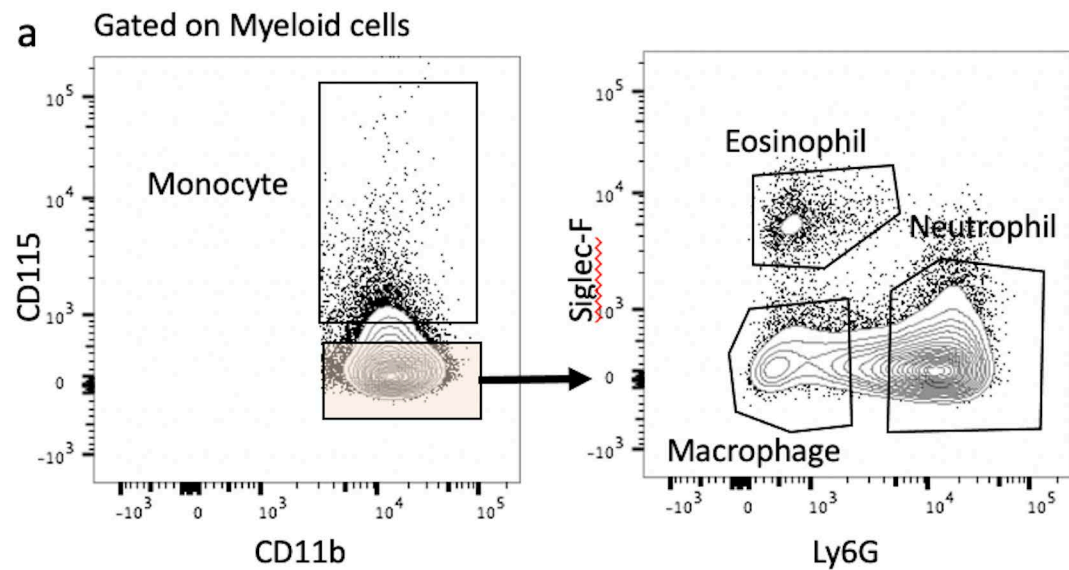 a
Gated on Myeloid cells
10^5
10^4
10^3
0
-10^3
CD115
Monocyte
-10^3
0
10^3
10^4
10^5
CD11b
10^5
10^4
10^3
0
-10^3
Siglec-F
Eosinophil
Neutrophil
Macrophage
-10^3
0
10^3
10^4
10^5
Ly6G